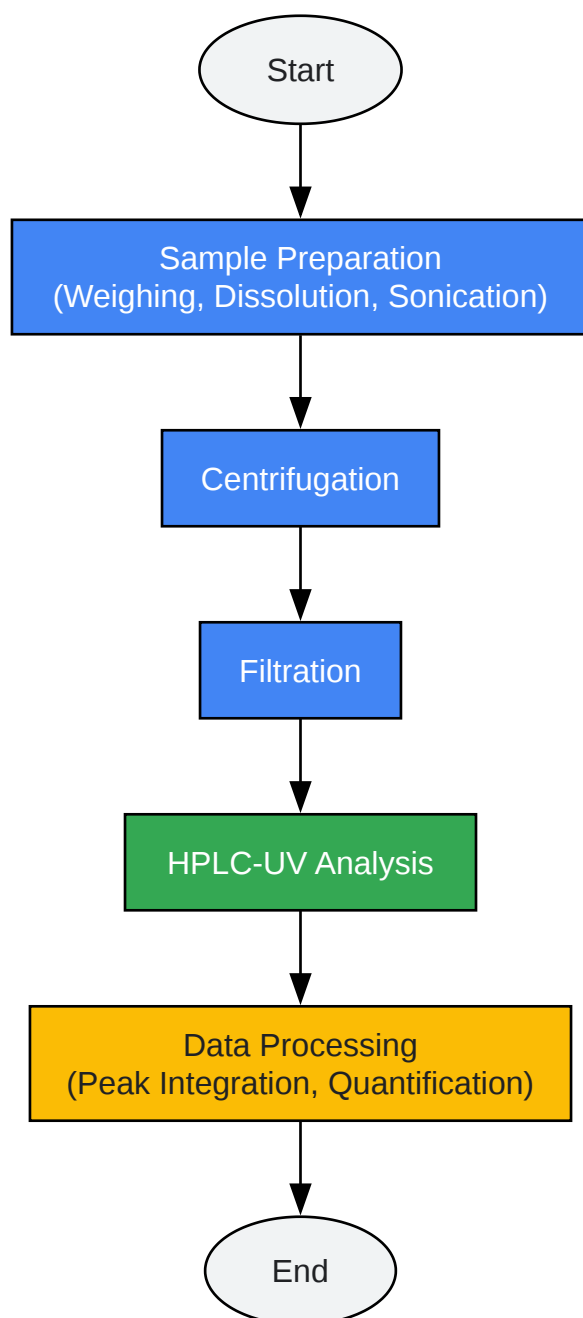 Start
Sample Preparation
(Weighing, Dissolution, Sonication)
Centrifugation
Filtration
HPLC-UV Analysis
Data Processing
(Peak Integration, Quantification)
End